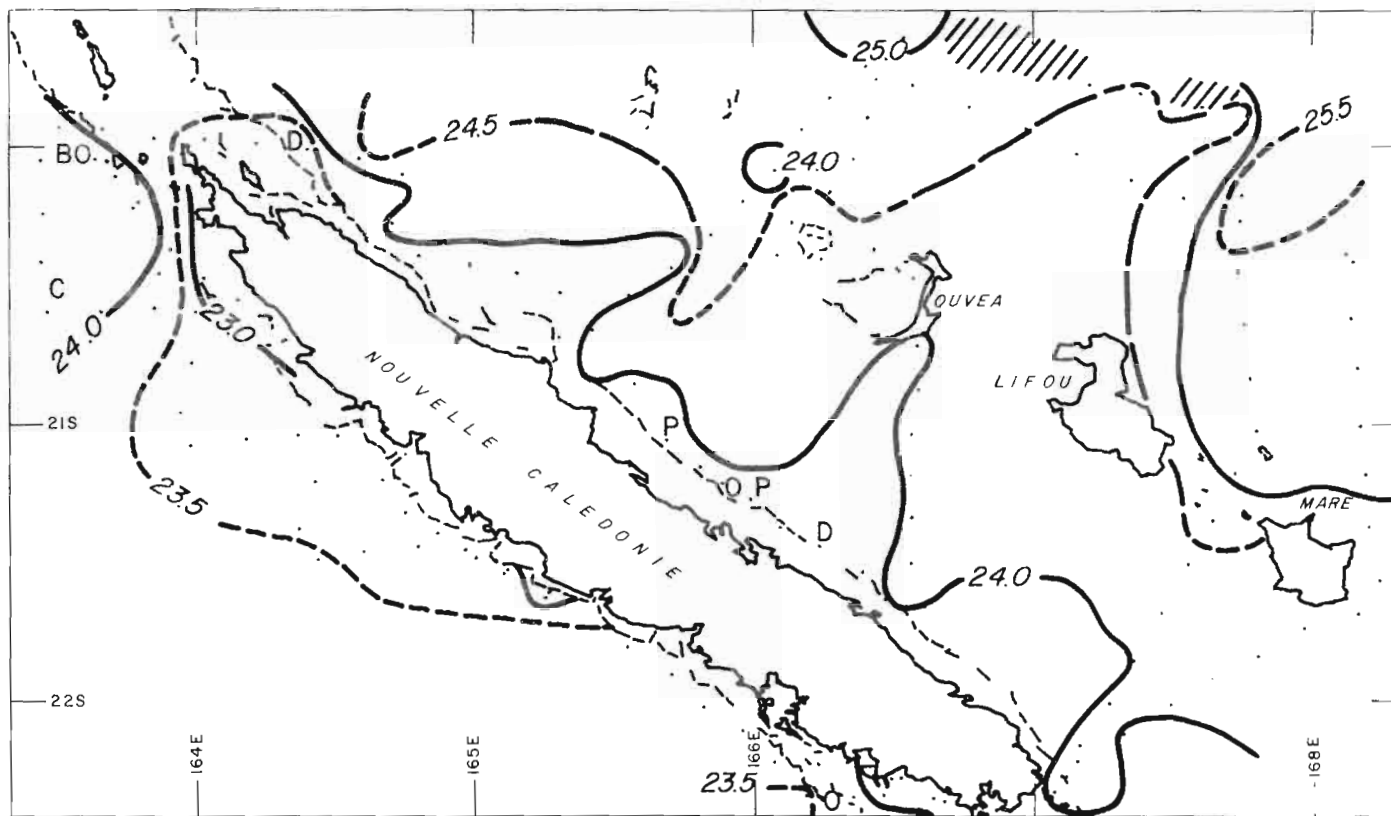 25.0
25.5
24.5
D
24.0
BO
C
OUVEA
24.0
23.0
NOUVELLE CALEDONIE
LIFOU
21S
P
23.5
O P
MARE
D
24.0
22S
164E
165E
166E
168E
23.5
O